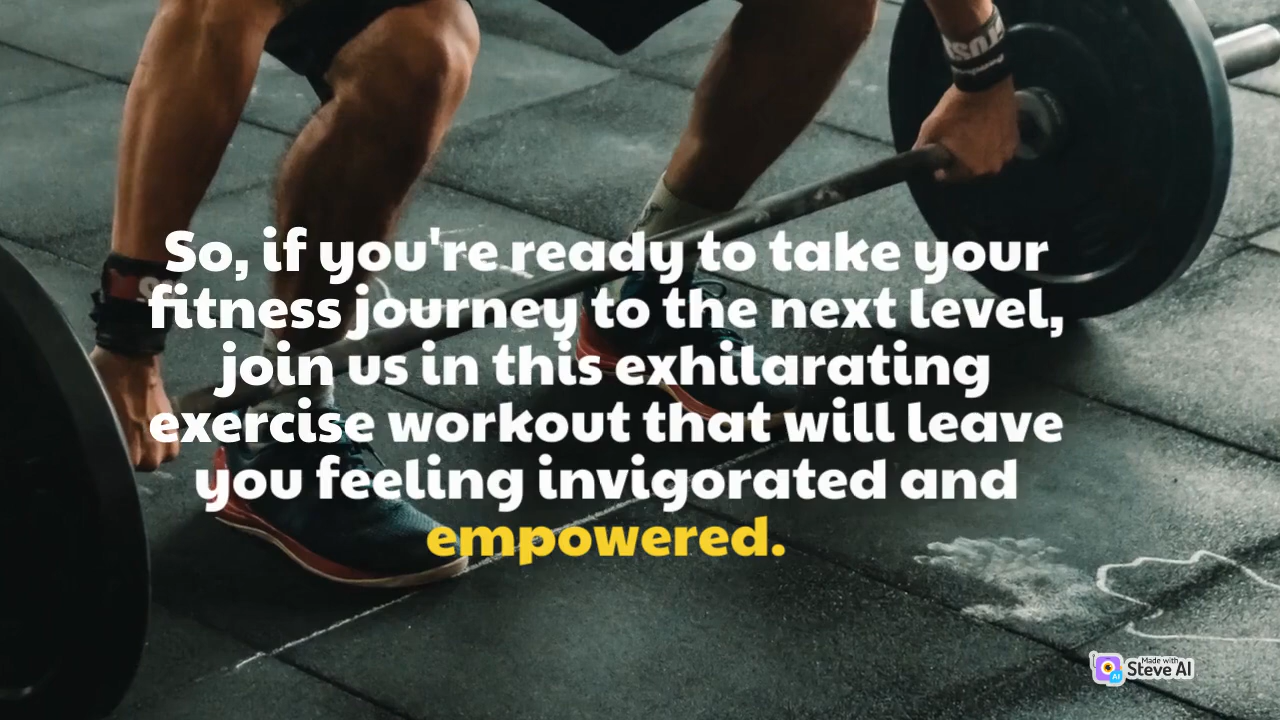 So, if you're ready to take your
fitness journey to the next level,
join us in this exhilarating
exercise workout that will leave
you feeling invigorated and
empowered.
Made with
Steve AI